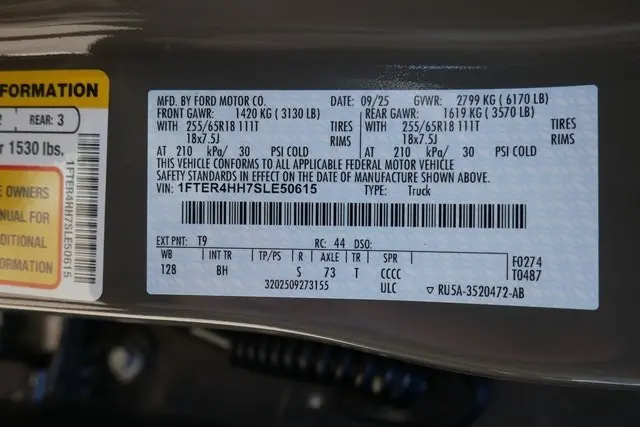 FORMATION
2 REAR: 3
r 1530 lbs.
E OWNERS
MANUAL FOR
DITIONAL
ORMATION
1FTER4HH7SLE50615
MFD. BY FORD MOTOR CO. DATE: 09/25 GVWR: 2799 KG ( 6170 LB)
FRONT GAWR: 1420 KG ( 3130 LB) REAR GAWR: 1619 KG ( 3570 LB)
WITH 255/65R18 111T TIRES WITH 255/65R18 111T TIRES
18x7.5J RIMS 18x7.5J RIMS
AT 210 kPa/ 30 PSI COLD AT 210 kPa/ 30 PSI COLD
THIS VEHICLE CONFORMS TO ALL APPLICABLE FEDERAL MOTOR VEHICLE
SAFETY STANDARDS IN EFFECT ON THE DATE OF MANUFACTURE SHOWN ABOVE.
VIN: 1FTER4HH7SLE50615 TYPE: Truck
EXT PNT: T9 RC: 44 DSO:
WB INT TR TP/PS R AXLE TR SPR F0274
128 BH S 73 T CCCC T0487
3202509273155 ULC ▽ RU5A-3520472-AB